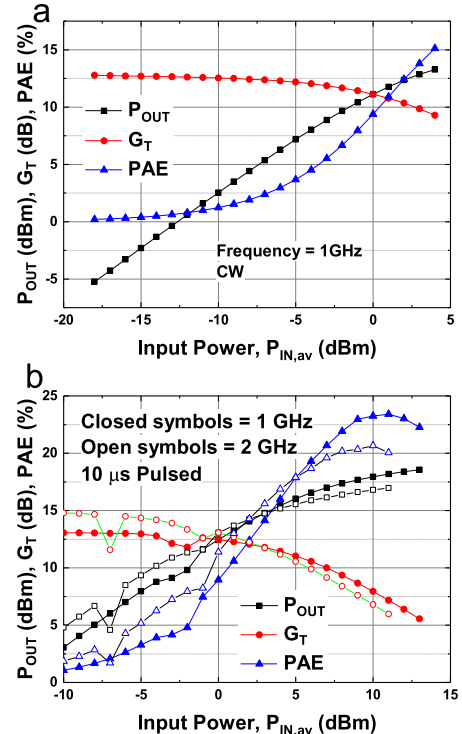 a
P_OUT (dBm), G_T (dB), PAE (%)
20
15
10
5
0
-5
P_OUT
G_T
PAE
Frequency = 1GHz
CW
-20 -15 -10 -5 0 5
Input Power, P_IN,av (dBm)
b
P_OUT (dBm), G_T (dB), PAE (%)
25
20
15
10
5
0
Closed symbols = 1 GHz
Open symbols = 2 GHz
10 μs Pulsed
P_OUT
G_T
PAE
-10 -5 0 5 10 15
Input Power, P_IN,av (dBm)